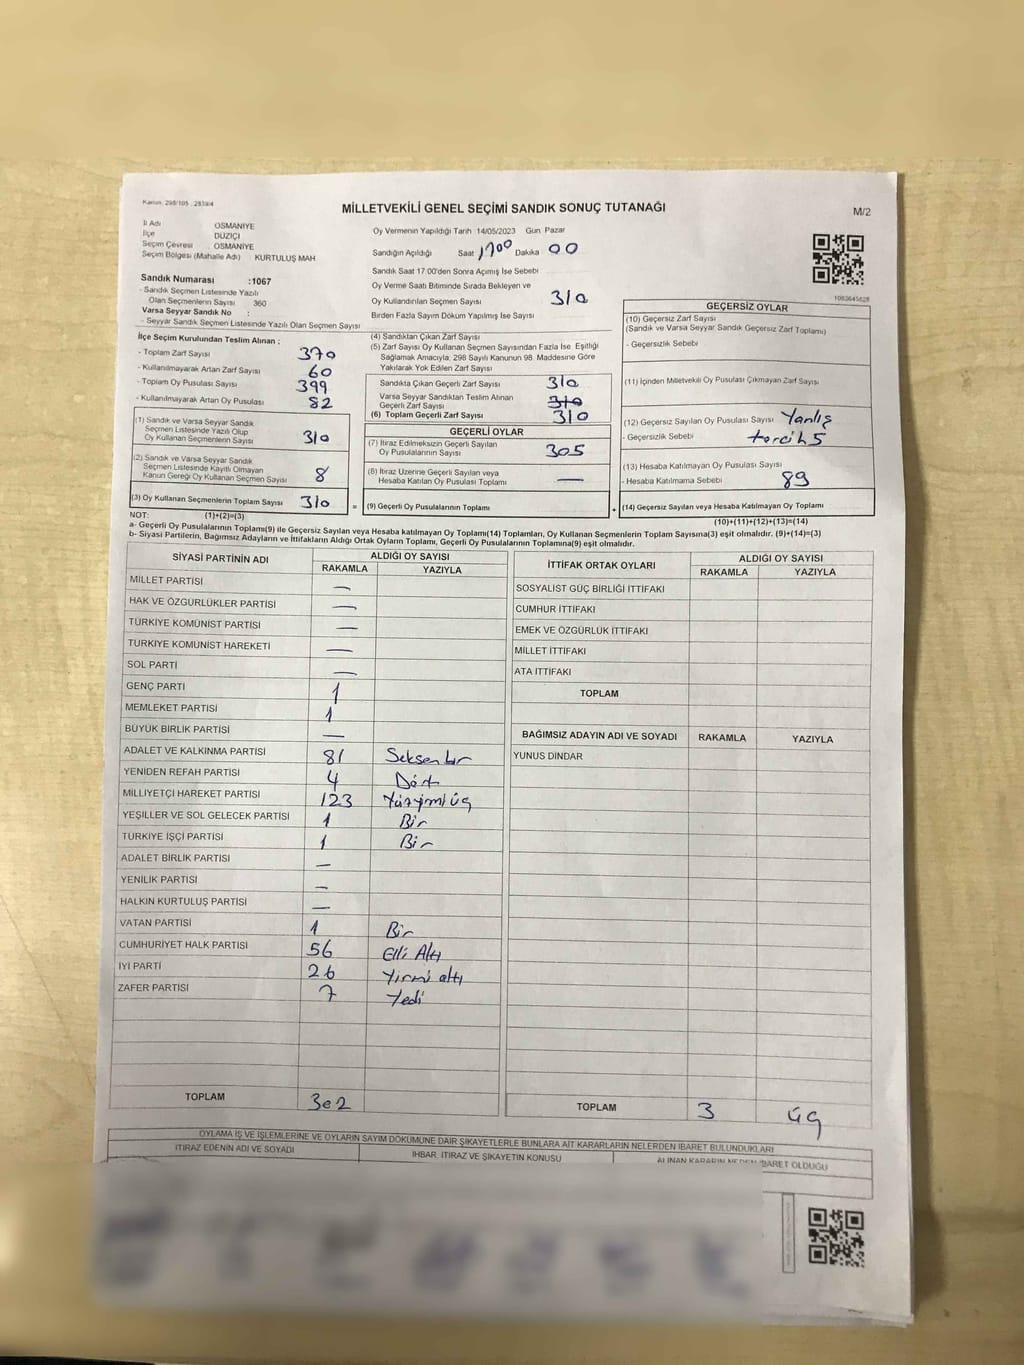 Kanun: 298/105 , 2839/4
MİLLETVEKİLİ GENEL SEÇİMİ SANDIK SONUÇ TUTANAĞI
M/2
İl Adı OSMANİYE
İlçe DÜZİÇİ
Seçim Çevresi : OSMANİYE
Seçim Bölgesi (Mahalle Adı) KURTULUŞ MAH
Sandık Numarası :1067
- Sandık Seçmen Listesinde Yazılı
Olan Seçmenlerin Sayısı 360
Varsa Seyyar Sandık No :
- Seyyar Sandık Seçmen Listesinde Yazılı Olan Seçmen Sayısı
Oy Vermenin Yapıldığı Tarih 14/05/2023 Gün Pazar
Sandığın Açıldığı Saat 1700 Dakika 00
Sandık Saat 17.00'den Sonra Açımış İse Sebebi
Oy Verme Saati Bitiminde Sırada Bekleyen ve
Oy Kullandırılan Seçmen Sayısı 310
Birden Fazla Sayım Döküm Yapılmış İse Sayısı
1083645828
İlçe Seçim Kurulundan Teslim Alınan :
- Toplam Zarf Sayısı 370
- Kullanılmayarak Artan Zarf Sayısı 60
- Toplam Oy Pusulası Sayısı 399
- Kullanılmayarak Artan Oy Pusulası 82
(1) Sandık ve Varsa Seyyar Sandık
Seçmen Listesinde Yazılı Olup
Oy Kullanan Seçmenlerin Sayısı 310
(2) Sandık ve Varsa Seyyar Sandık
Seçmen Listesinde Kayıtlı Olmayan
Kanun Gereği Oy Kullanan Seçmen Sayısı 8
(3) Oy Kullanan Seçmenlerin Toplam Sayısı 310
(4) Sandıktan Çıkan Zarf Sayısı
(5) Zarf Sayısı Oy Kullanan Seçmen Sayısından Fazla İse, Eşitliği
Sağlamak Amacıyla; 298 Sayılı Kanunun 98. Maddesine Göre
Yakılarak Yok Edilen Zarf Sayısı
Sandıkta Çıkan Geçerli Zarf Sayısı 310
Varsa Seyyar Sandıktan Teslim Alınan
Geçerli Zarf Sayısı 310
(6) Toplam Geçerli Zarf Sayısı 310
GEÇERLİ OYLAR
(7) İtiraz Edilmeksizin Geçerli Sayılan
Oy Pusulalarının Sayısı 305
(8) İtiraz Üzerine Geçerli Sayılan veya
Hesaba Katılan Oy Pusulası Toplamı —
= (9) Geçerli Oy Pusulalarının Toplamı
GEÇERSİZ OYLAR
(10) Geçersiz Zarf Sayısı
(Sandık ve Varsa Seyyar Sandık Geçersiz Zarf Toplamı)
- Geçersizlik Sebebi
(11) İçinden Milletvekili Oy Pusulası Çıkmayan Zarf Sayısı
(12) Geçersiz Sayılan Oy Pusulası Sayısı Yanlış
- Geçersizlik Sebebi tercih 5
(13) Hesaba Katılmayan Oy Pusulası Sayısı
- Hesaba Katılmama Sebebi 89
+ (14) Geçersiz Sayılan veya Hesaba Katılmayan Oy Toplamı
NOT: (1)+(2)=(3)
(10)+(11)+(12)+(13)=(14)
a- Geçerli Oy Pusulalarının Toplamı(9) ile Geçersiz Sayılan veya Hesaba katılmayan Oy Toplamı(14) Toplamları, Oy Kullanan Seçmenlerin Toplam Sayısına(3) eşit olmalıdır. (9)+(14)=(3)
b- Siyasi Partilerin, Bağımsız Adayların ve İttifakların Aldığı Ortak Oyların Toplamı, Geçerli Oy Pusulalarının Toplamına(9) eşit olmalıdır.
SİYASİ PARTİNİN ADI ALDIĞI OY SAYISI
RAKAMLA YAZIYLA
MİLLET PARTİSİ —
HAK VE ÖZGÜRLÜKLER PARTİSİ —
TÜRKİYE KOMÜNİST PARTİSİ —
TÜRKİYE KOMÜNİST HAREKETİ —
SOL PARTİ —
GENÇ PARTİ 1
MEMLEKET PARTİSİ 1
BÜYÜK BİRLİK PARTİSİ —
ADALET VE KALKINMA PARTİSİ 81 Seksen bir
YENİDEN REFAH PARTİSİ 4 Dört
MİLLİYETÇİ HAREKET PARTİSİ 123 Yüzyirmi üç
YEŞİLLER VE SOL GELECEK PARTİSİ 1 Bir
TÜRKİYE İŞÇİ PARTİSİ 1 Bir
ADALET BİRLİK PARTİSİ —
YENİLİK PARTİSİ —
HALKIN KURTULUŞ PARTİSİ —
VATAN PARTİSİ 1 Bir
CUMHURİYET HALK PARTİSİ 56 Elli Altı
İYİ PARTİ 26 Yirmi altı
ZAFER PARTİSİ 7 Yedi
TOPLAM 302
İTTİFAK ORTAK OYLARI ALDIĞI OY SAYISI
RAKAMLA YAZIYLA
SOSYALİST GÜÇ BİRLİĞİ İTTİFAKI
CUMHUR İTTİFAKI
EMEK VE ÖZGÜRLÜK İTTİFAKI
MİLLET İTTİFAKI
ATA İTTİFAKI
TOPLAM
BAĞIMSIZ ADAYIN ADI VE SOYADI RAKAMLA YAZIYLA
YUNUS DİNDAR
TOPLAM 3 üç
OYLAMA İŞ VE İŞLEMLERİNE VE OYLARIN SAYIM DÖKÜMÜNE DAİR ŞİKAYETLERLE BUNLARA AİT KARARLARIN NELERDEN İBARET BULUNDUKLARI
İTİRAZ EDENİN ADI VE SOYADI İHBAR, İTİRAZ VE ŞİKAYETİN KONUSU ALINAN KARARIN NEDEN İBARET OLDUĞU